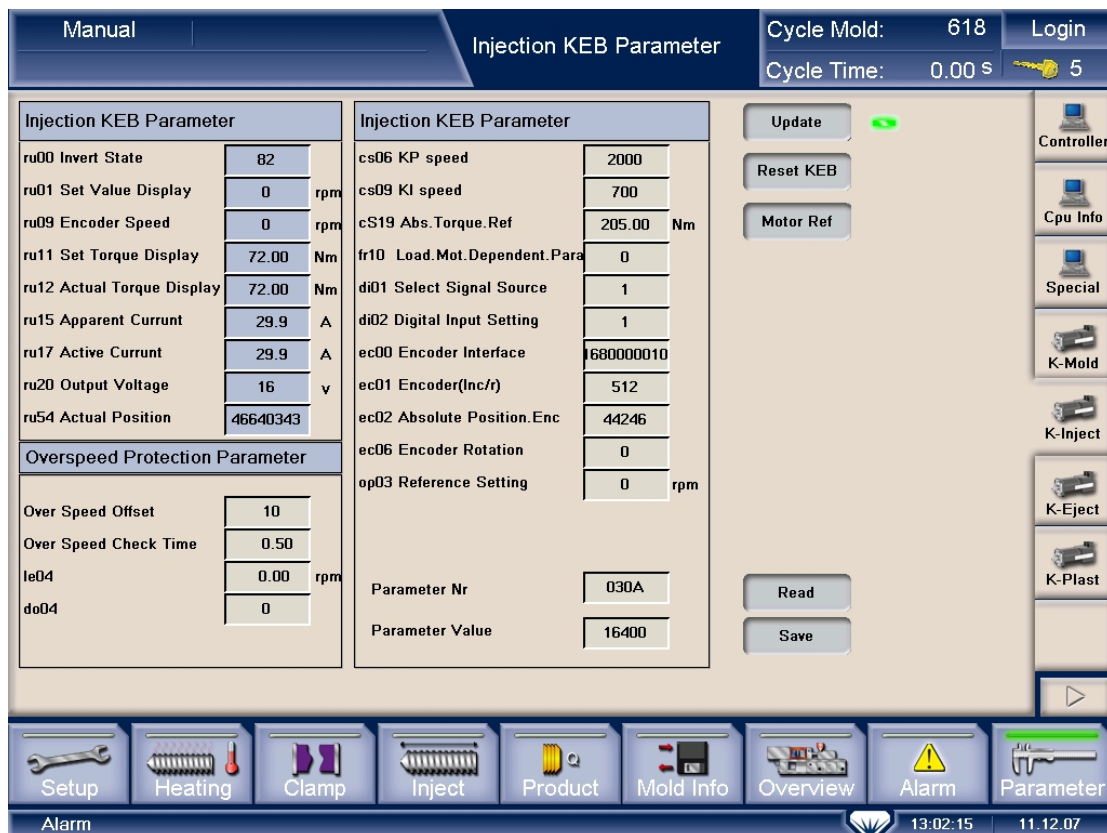 Manual
Injection KEB Parameter
Cycle Mold: 618
Cycle Time: 0.00 S
Login
5
Injection KEB Parameter
ru00 Invert State 82
ru01 Set Value Display 0 rpm
ru09 Encoder Speed 0 rpm
ru11 Set Torque Display 72.00 Nm
ru12 Actual Torque Display 72.00 Nm
ru15 Apparent Currunt 29.9 A
ru17 Active Currunt 29.9 A
ru20 Output Voltage 16 v
ru54 Actual Position 46640343
Overspeed Protection Parameter
Over Speed Offset 10
Over Speed Check Time 0.50
le04 0.00 rpm
do04 0
Injection KEB Parameter
cs06 KP speed 2000
cs09 KI speed 700
cS19 Abs.Torque.Ref 205.00 Nm
fr10 Load.Mot.Dependent.Para 0
di01 Select Signal Source 1
di02 Digital Input Setting 1
ec00 Encoder Interface 1680000010
ec01 Encoder(Inc/r) 512
ec02 Absolute Position.Enc 44246
ec06 Encoder Rotation 0
op03 Reference Setting 0 rpm
Parameter Nr 030A
Parameter Value 16400
Update
Reset KEB
Motor Ref
Read
Save
Controller
Cpu Info
Special
K-Mold
K-Inject
K-Eject
K-Plast
Setup
Heating
Clamp
Inject
Product
Mold Info
Overview
Alarm
Parameter
Alarm
13:02:15
11.12.07